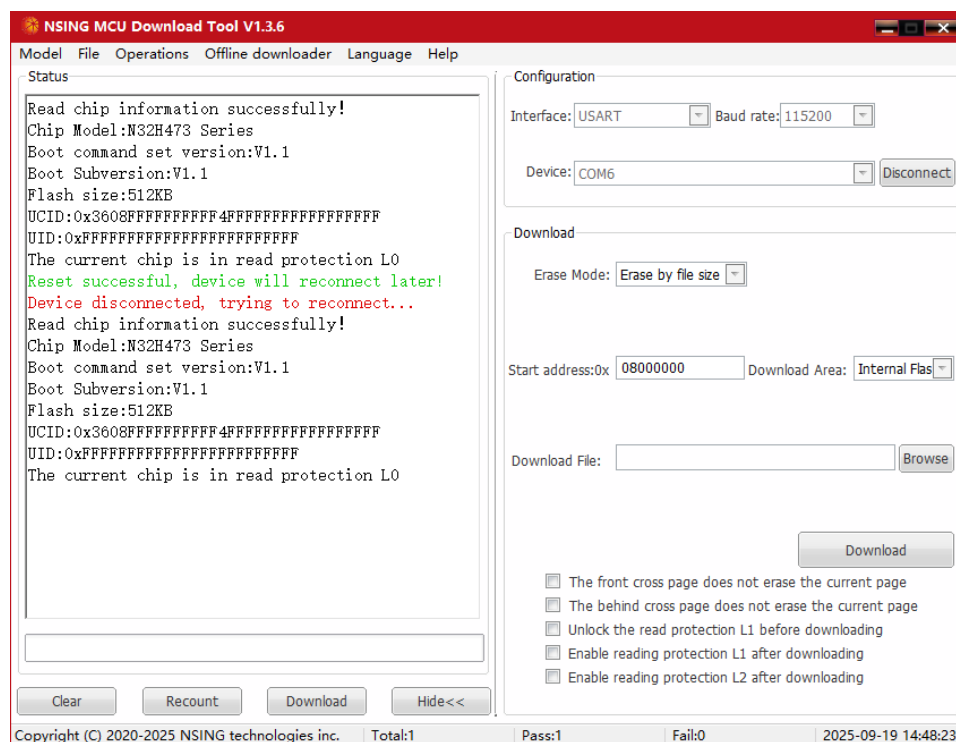 NSING MCU Download Tool V1.3.6
Model File Operations Offline downloader Language Help
Status
Read chip information successfully!
Chip Model:N32H473 Series
Boot command set version:V1.1
Boot Subversion:V1.1
Flash size:512KB
UCID:0x3608FFFFFFFFFF4FFFFFFFFFFFFFFFFF
UID:0xFFFFFFFFFFFFFFFFFFFFFFFF
The current chip is in read protection L0
Reset successful, device will reconnect later!
Device disconnected, trying to reconnect...
Read chip information successfully!
Chip Model:N32H473 Series
Boot command set version:V1.1
Boot Subversion:V1.1
Flash size:512KB
UCID:0x3608FFFFFFFFFF4FFFFFFFFFFFFFFFFF
UID:0xFFFFFFFFFFFFFFFFFFFFFFFF
The current chip is in read protection L0
Clear Recount Download Hide<<
Configuration
Interface: USART Baud rate: 115200
Device: COM6 Disconnect
Download
Erase Mode: Erase by file size
Start address:0x 08000000 Download Area: Internal Flas
Download File: Browse
Download
The front cross page does not erase the current page
The behind cross page does not erase the current page
Unlock the read protection L1 before downloading
Enable reading protection L1 after downloading
Enable reading protection L2 after downloading
Copyright (C) 2020-2025 NSING technologies inc. Total:1 Pass:1 Fail:0 2025-09-19 14:48:23